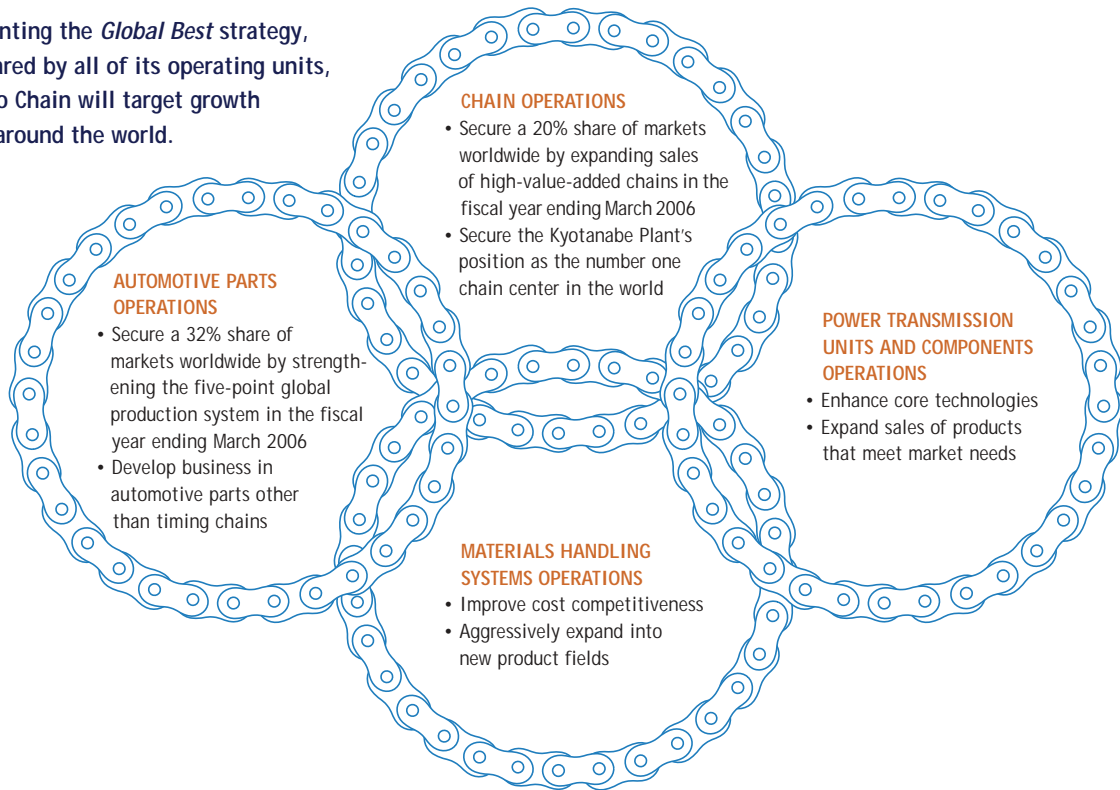 nting the Global Best strategy,
red by all of its operating units,
o Chain will target growth
around the world.
CHAIN OPERATIONS
• Secure a 20% share of markets
worldwide by expanding sales
of high-value-added chains in the
fiscal year ending March 2006
• Secure the Kyotanabe Plant's
position as the number one
chain center in the world
AUTOMOTIVE PARTS
OPERATIONS
• Secure a 32% share of
markets worldwide by strength-
ening the five-point global
production system in the fiscal
year ending March 2006
• Develop business in
automotive parts other
than timing chains
POWER TRANSMISSION
UNITS AND COMPONENTS
OPERATIONS
• Enhance core technologies
• Expand sales of products
that meet market needs
MATERIALS HANDLING
SYSTEMS OPERATIONS
• Improve cost competitiveness
• Aggressively expand into
new product fields